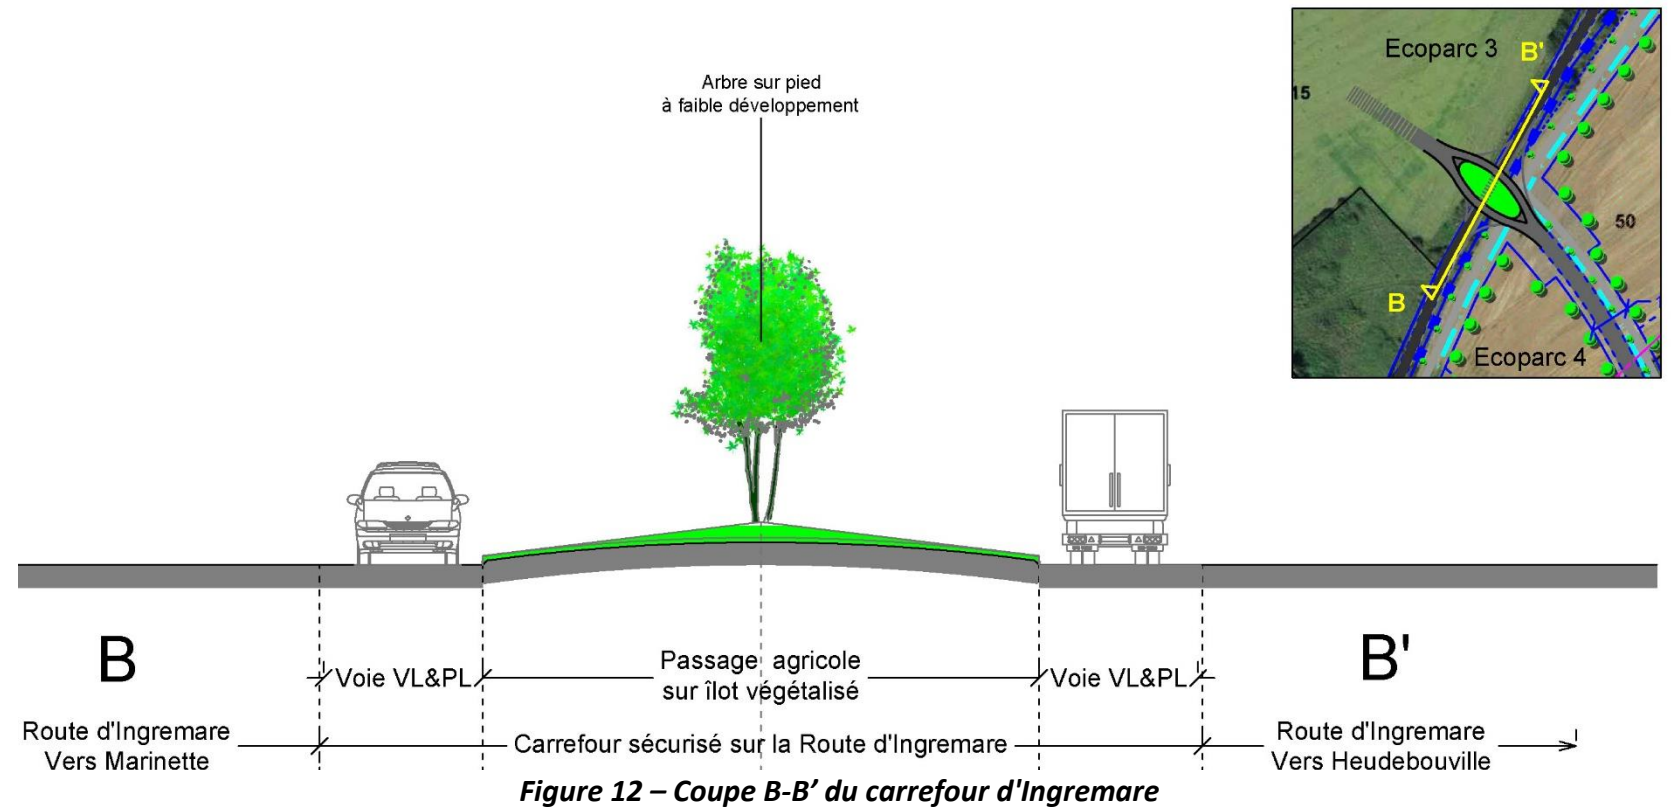 Ecoparc 3
B'
15
50
B
Ecoparc 4
Arbre sur pied
à faible développement
B
B'
Voie VL&PL
Passage agricole
sur îlot végétalisé
Voie VL&PL
Route d'Ingremare
Vers Marinette
Carrefour sécurisé sur la Route d'Ingremare
Route d'Ingremare
Vers Heudebouville
Figure 12 – Coupe B-B’ du carrefour d'Ingremare